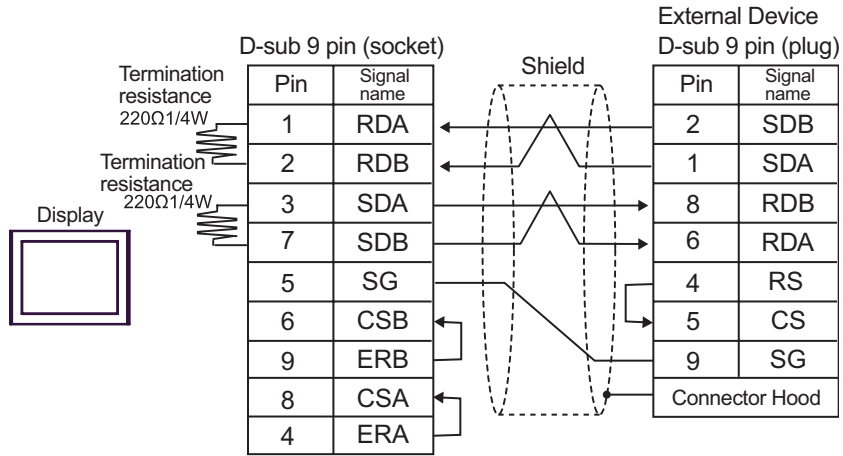 External Device
D-sub 9 pin (socket)
D-sub 9 pin (plug)
Shield
Termination
resistance
220Ω1/4W
Termination
resistance
220Ω1/4W
Display
Pin Signal name
1 RDA
2 RDB
3 SDA
7 SDB
5 SG
6 CSB
9 ERB
8 CSA
4 ERA
Pin Signal name
2 SDB
1 SDA
8 RDB
6 RDA
4 RS
5 CS
9 SG
Connector Hood